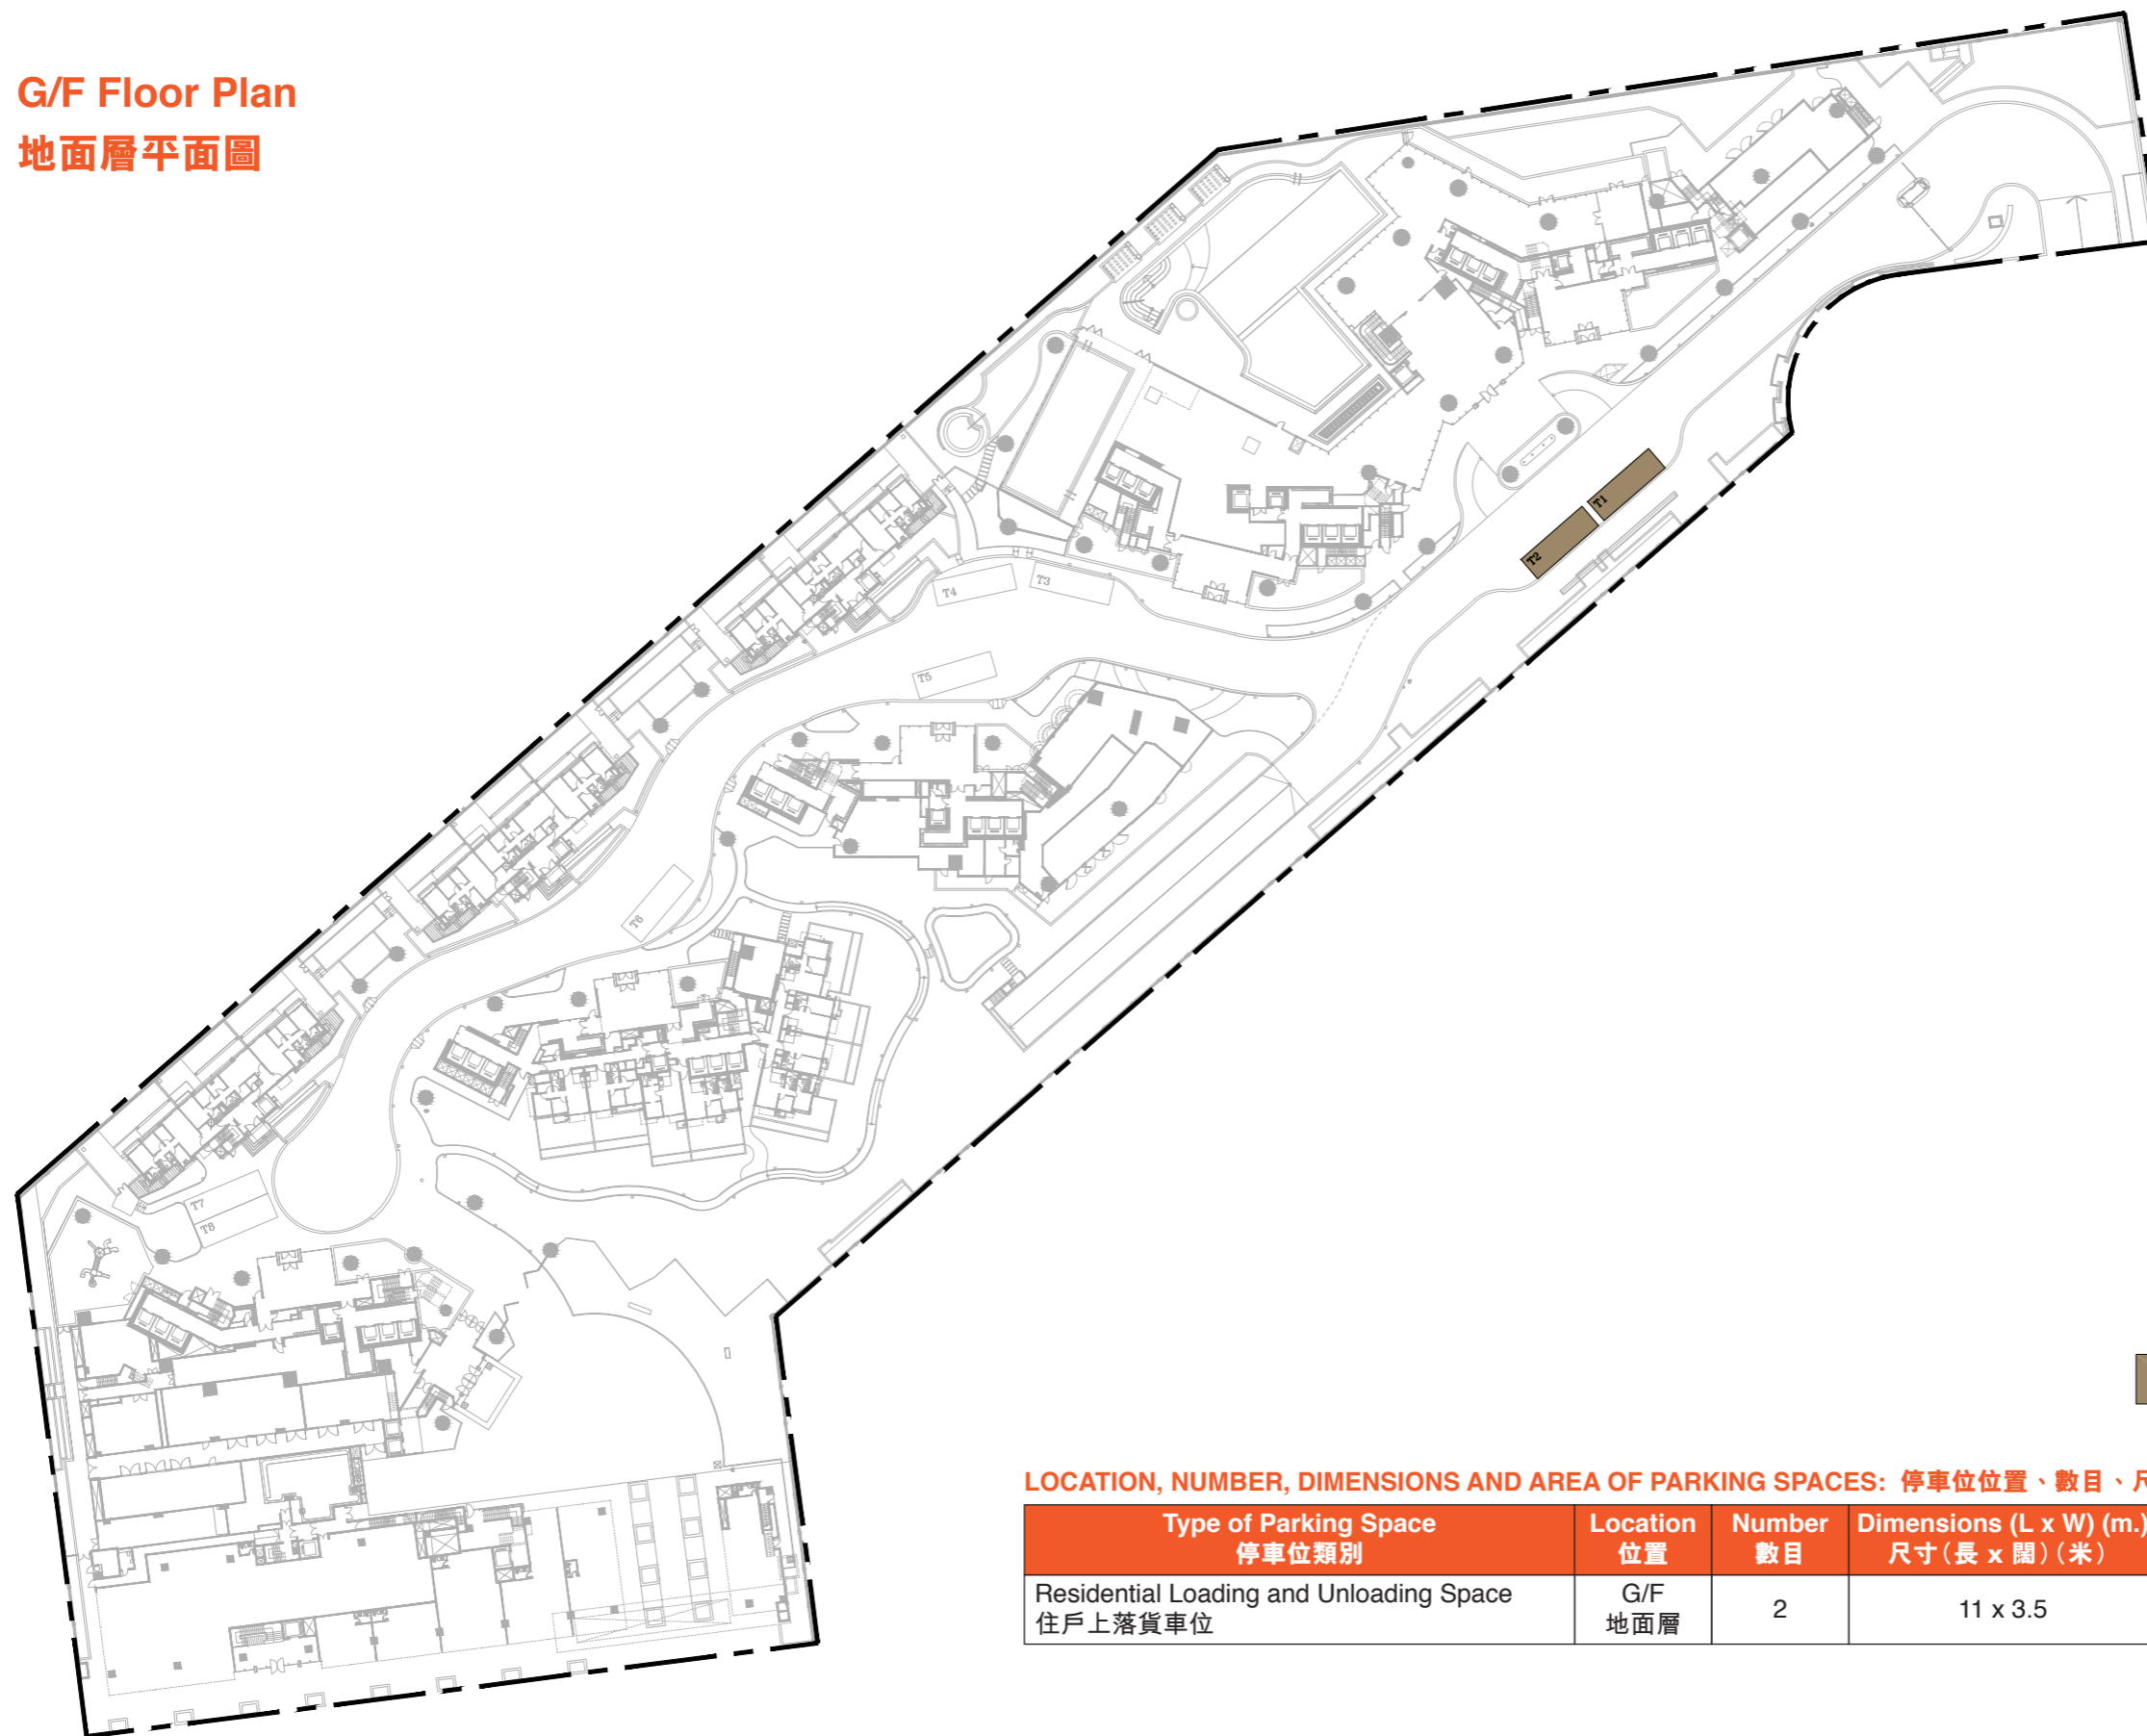 G/F Floor Plan
地面層平面圖
T1
T2
T3
T4
T5
T6
T7
T8
LOCATION, NUMBER, DIMENSIONS AND AREA OF PARKING SPACES: 停車位位置、數目、尺
Type of Parking Space Location Number Dimensions (L x W) (m.)
停車位類別 位置 數目 尺寸(長 x 闊)(米)
Residential Loading and Unloading Space G/F 2 11 x 3.5
住戶上落貨車位 地面層